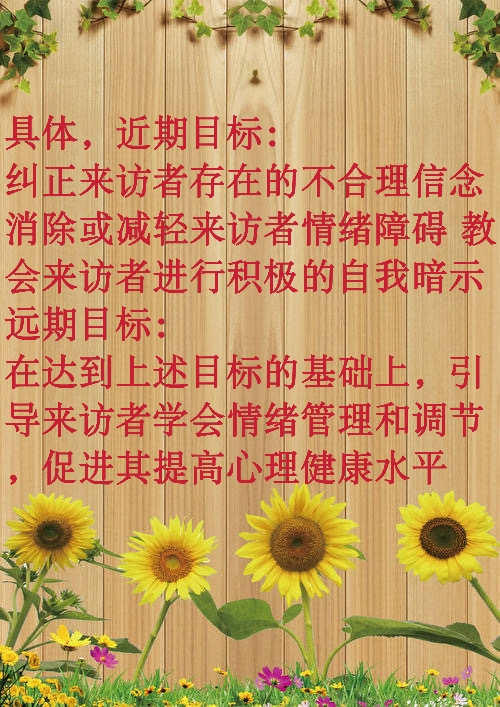 具体，近期目标：
纠正来访者存在的不合理信念
消除或减轻来访者情绪障碍 教
会来访者进行积极的自我暗示
远期目标：
在达到上述目标的基础上，引
导来访者学会情绪管理和调节
，促进其提高心理健康水平